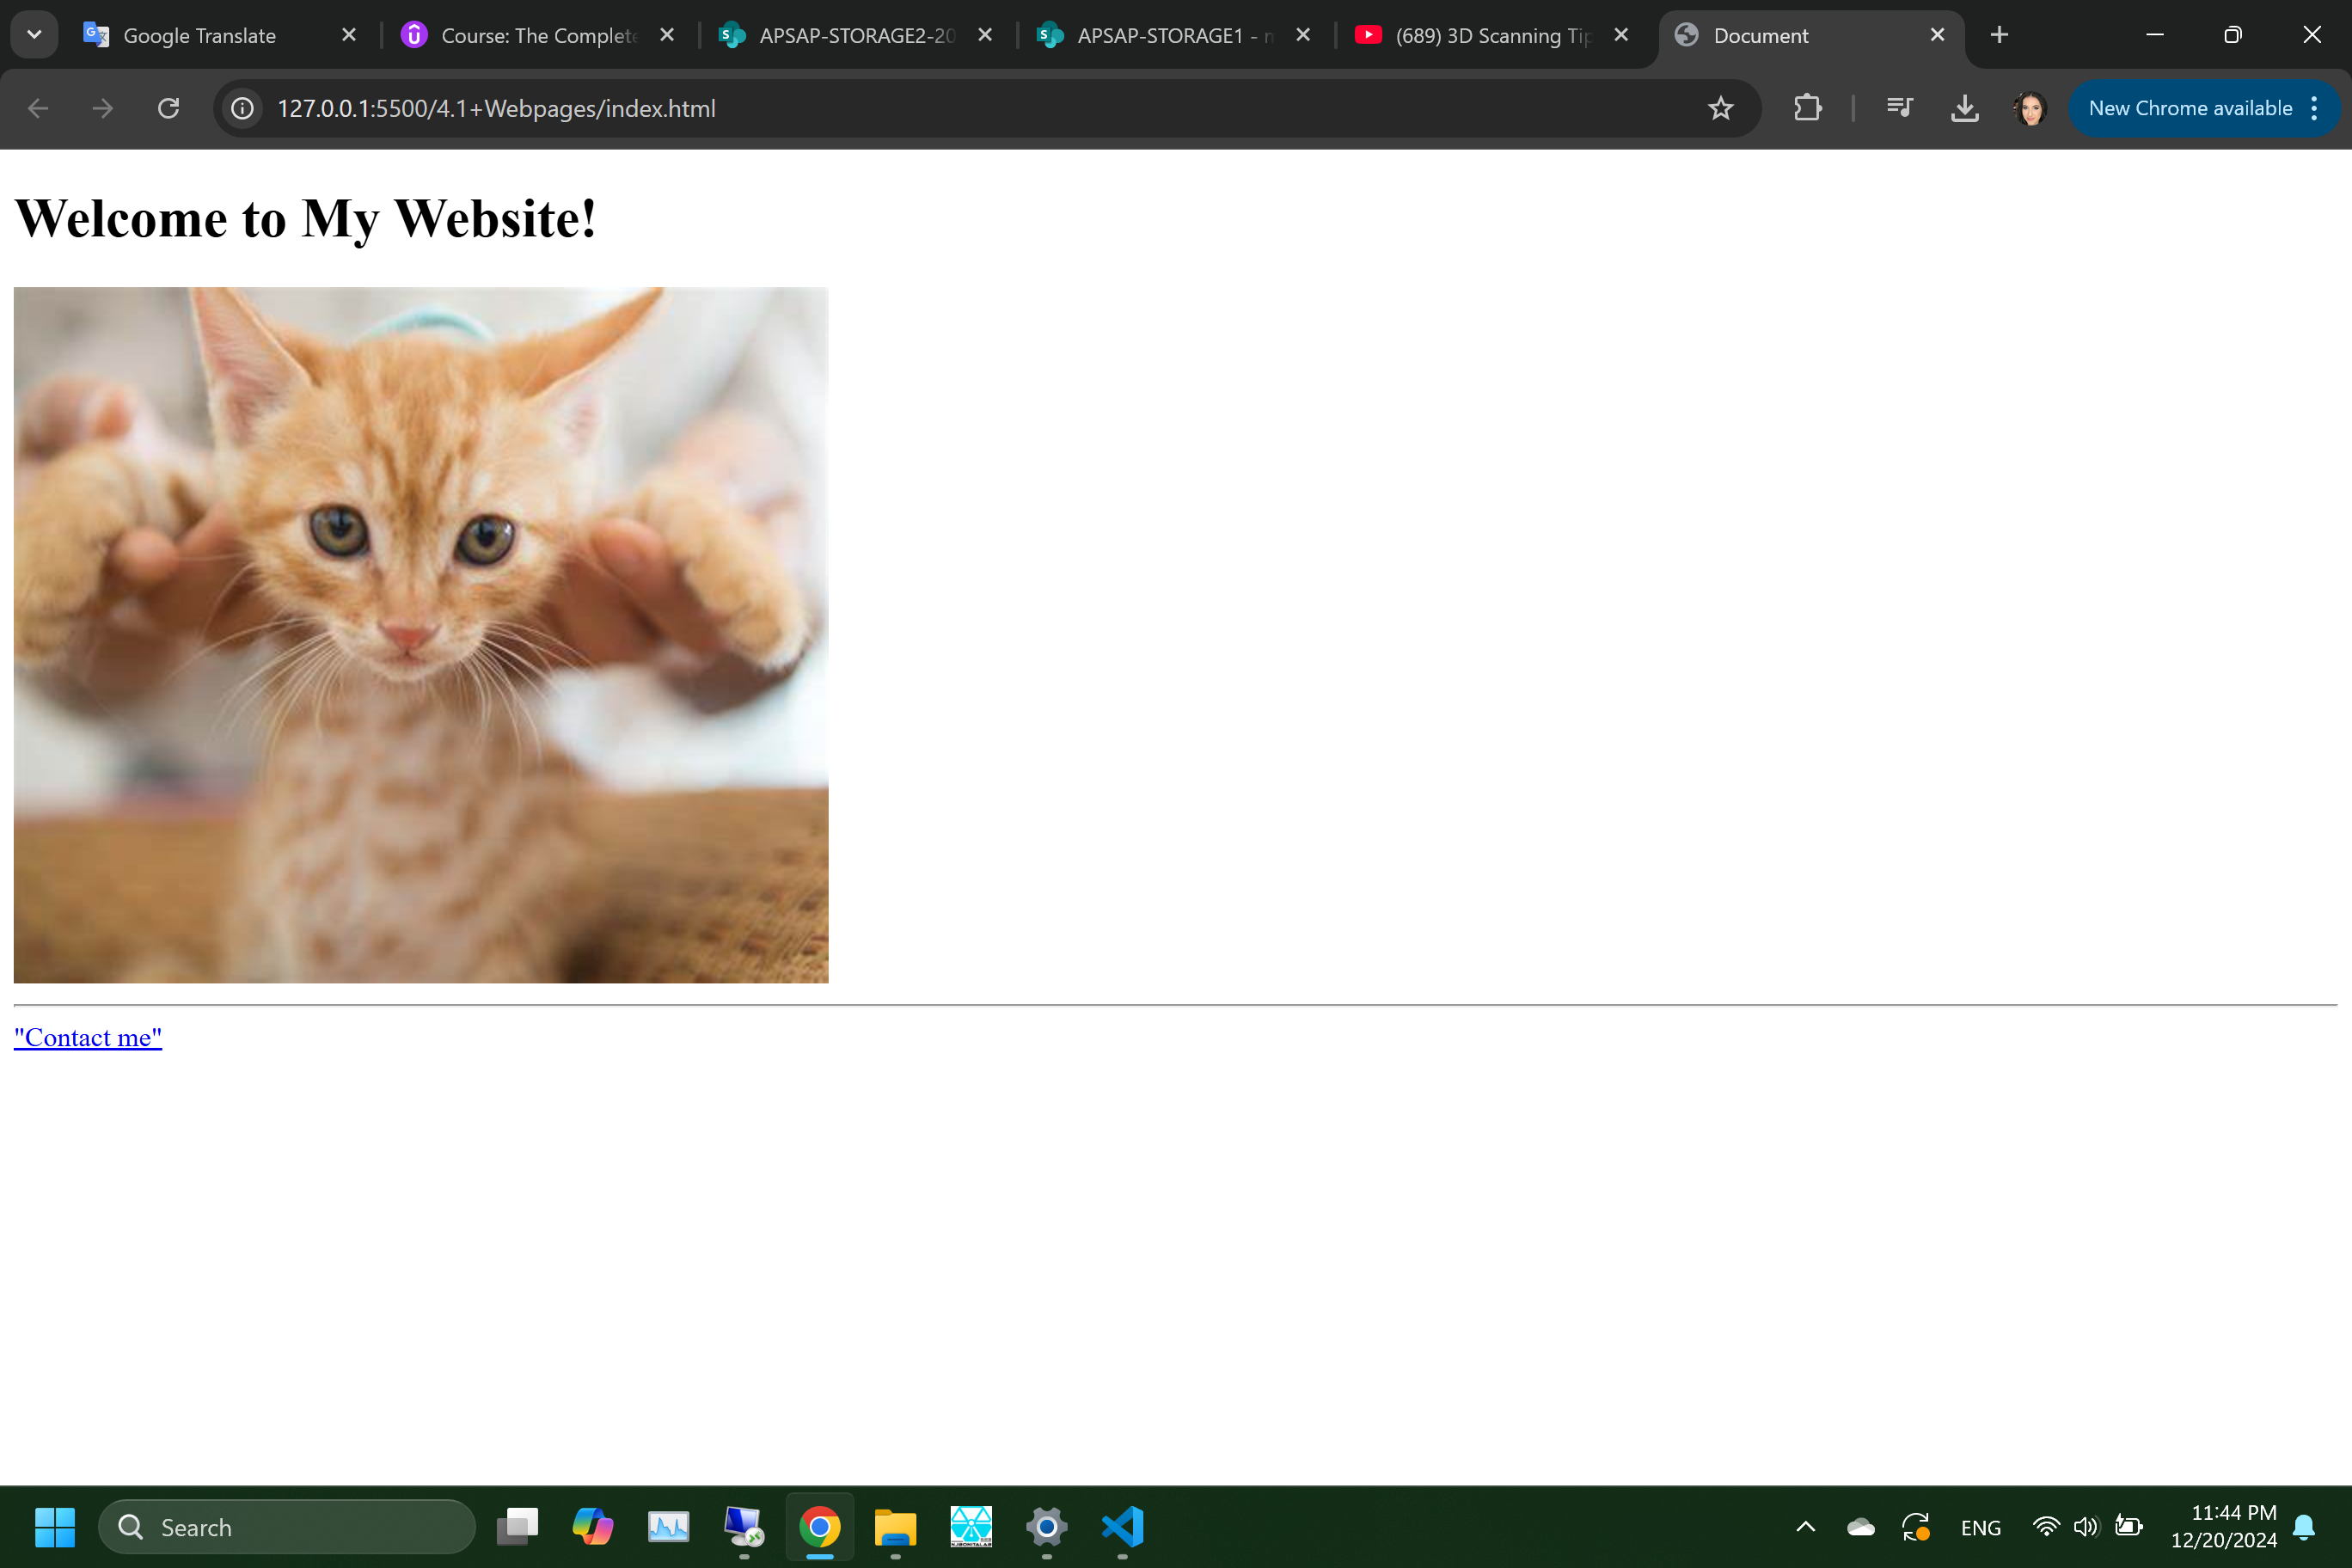 Google Translate
Course: The Complete
APSAP-STORAGE2-20
APSAP-STORAGE1 - n
(689) 3D Scanning Tip
Document
127.0.0.1:5500/4.1+Webpages/index.html
New Chrome available
Welcome to My Website!
"Contact me"
Search
ENG
11:44 PM
12/20/2024